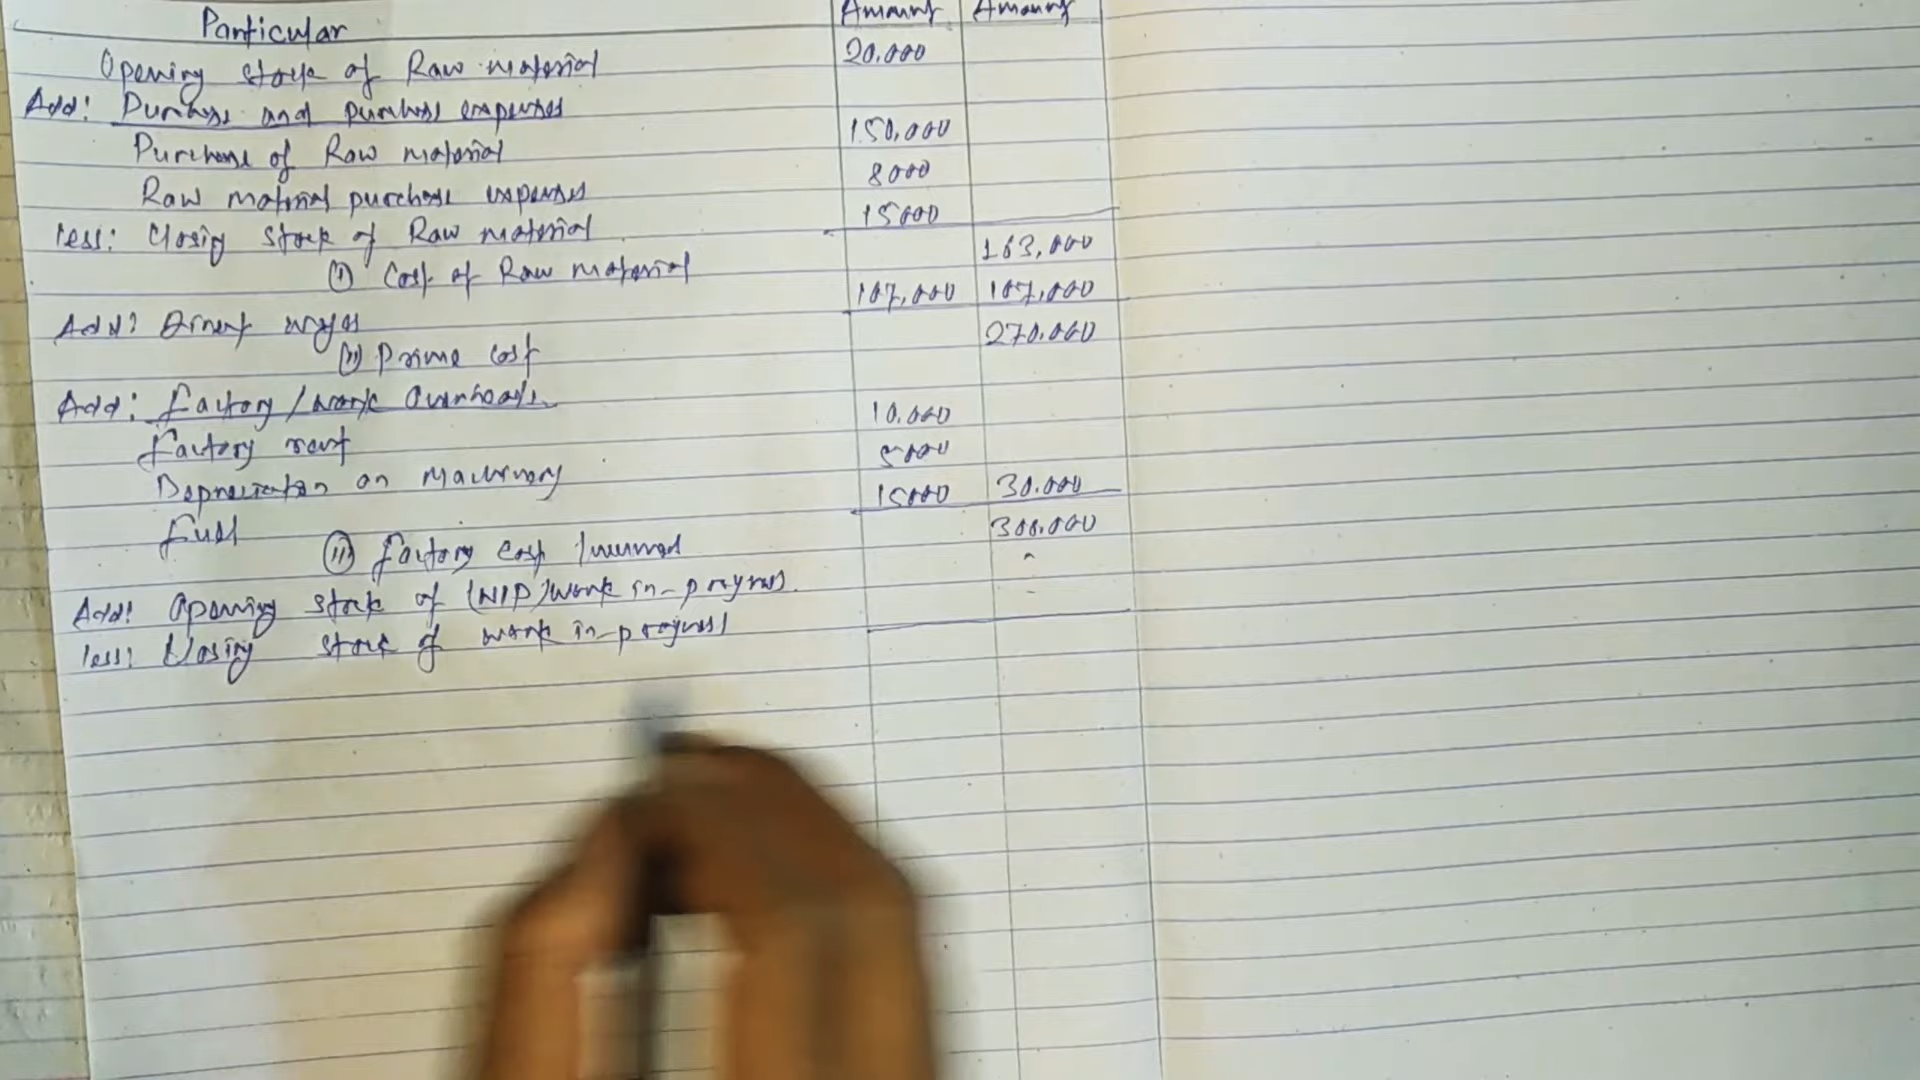 Particular Amount Amount
Opening stock of Raw material 20,000
Add: Purchase and purchase expenses
Purchase of Raw material 150,000
Raw material purchase expenses 8000
less: Closing stock of Raw material 15000
(I) Cost of Raw material 163,000
Add: Direct wages 107,000 107,000
(II) Prime cost 270,000
Add: Factory/work Overheads
Factory rent 10,000
Depreciation on Machinery 5000
Fuel 15000 30,000
(III) Factory cost Incurred 300,000
Add: Opening stock of (WIP) work in-progress -
less: Closing stock of work in-progress -